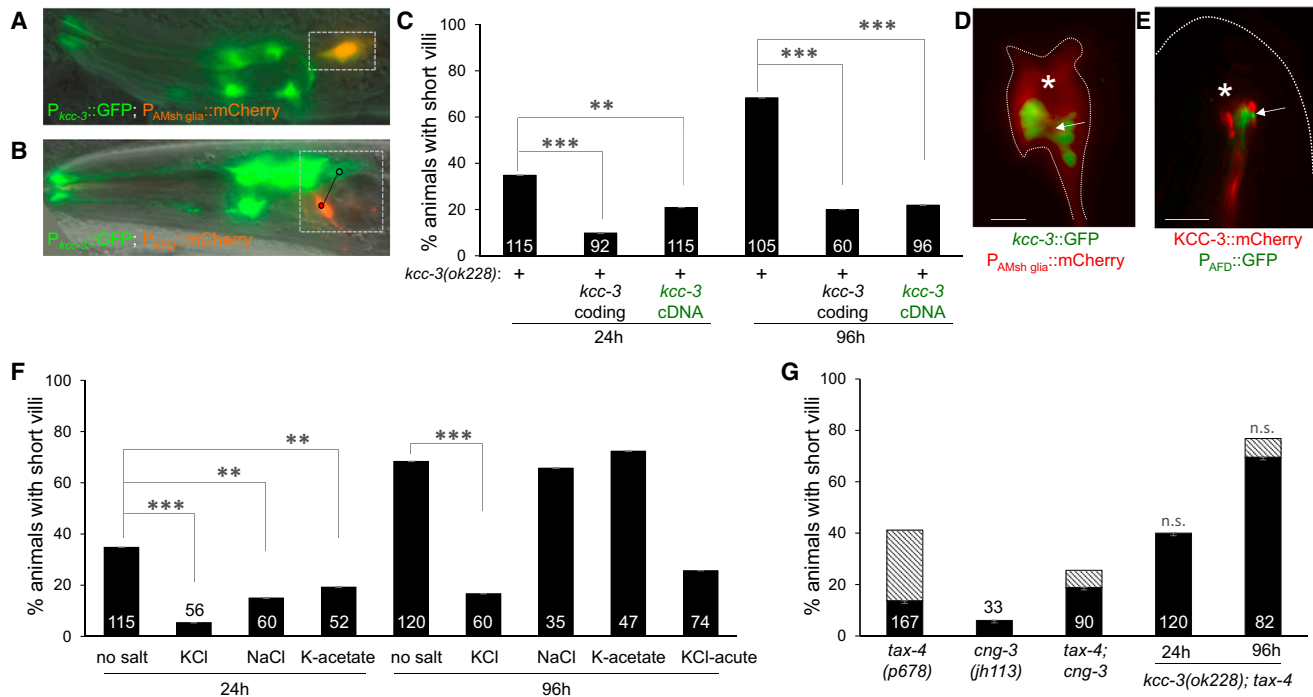 A
P kcc-3::GFP; P AMsh glia::mCherry
B
P kcc-3::GFP; P AFD::mCherry
C
% animals with short villi
100
80
60
40
20
0
***
**
***
***
115
92
115
105
60
96
kcc-3(ok228): + + + + + +
kcc-3 coding
kcc-3 cDNA
kcc-3 coding
kcc-3 cDNA
24h
96h
D
*
kcc-3::GFP
P AMsh glia::mCherry
E
*
KCC-3::mCherry
P AFD::GFP
F
% animals with short villi
100
80
60
40
20
0
**
**
***
***
115
56
60
52
120
60
35
47
74
no salt KCl NaCl K-acetate no salt KCl NaCl K-acetate KCl-acute
24h
96h
G
% animals with short villi
100
80
60
40
20
0
n.s.
n.s.
167
33
90
120
82
tax-4 (p678)
cng-3 (jh113)
tax-4; cng-3
24h
96h
kcc-3(ok228); tax-4